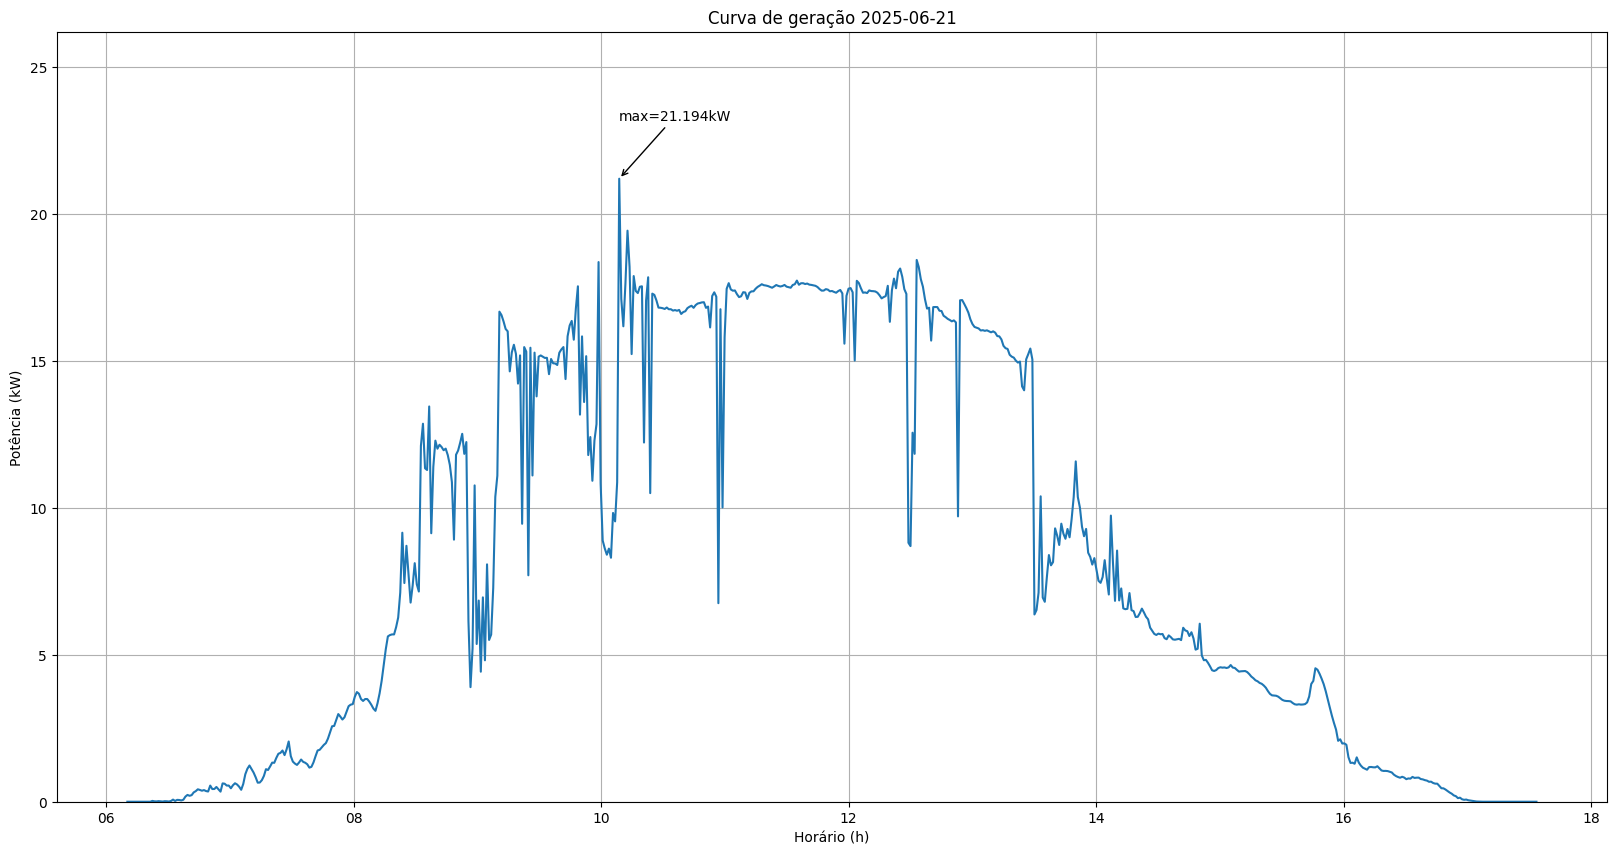 Curva de geração 2025-06-21
25
max=21.194kW
20
15
Potência (kW)
10
5
0
06 08 10 12 14 16 18
Horário (h)